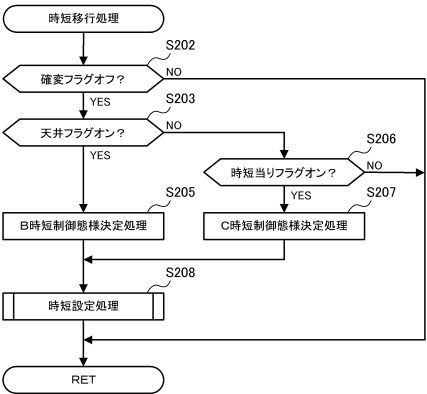 時短移行処理
S202
確変フラグオフ?
NO
YES
S203
天井フラグオン?
NO
YES
S206
時短当りフラグオン?
NO
YES
S205
B時短制御態様決定処理
S207
C時短制御態様決定処理
S208
時短設定処理
RET